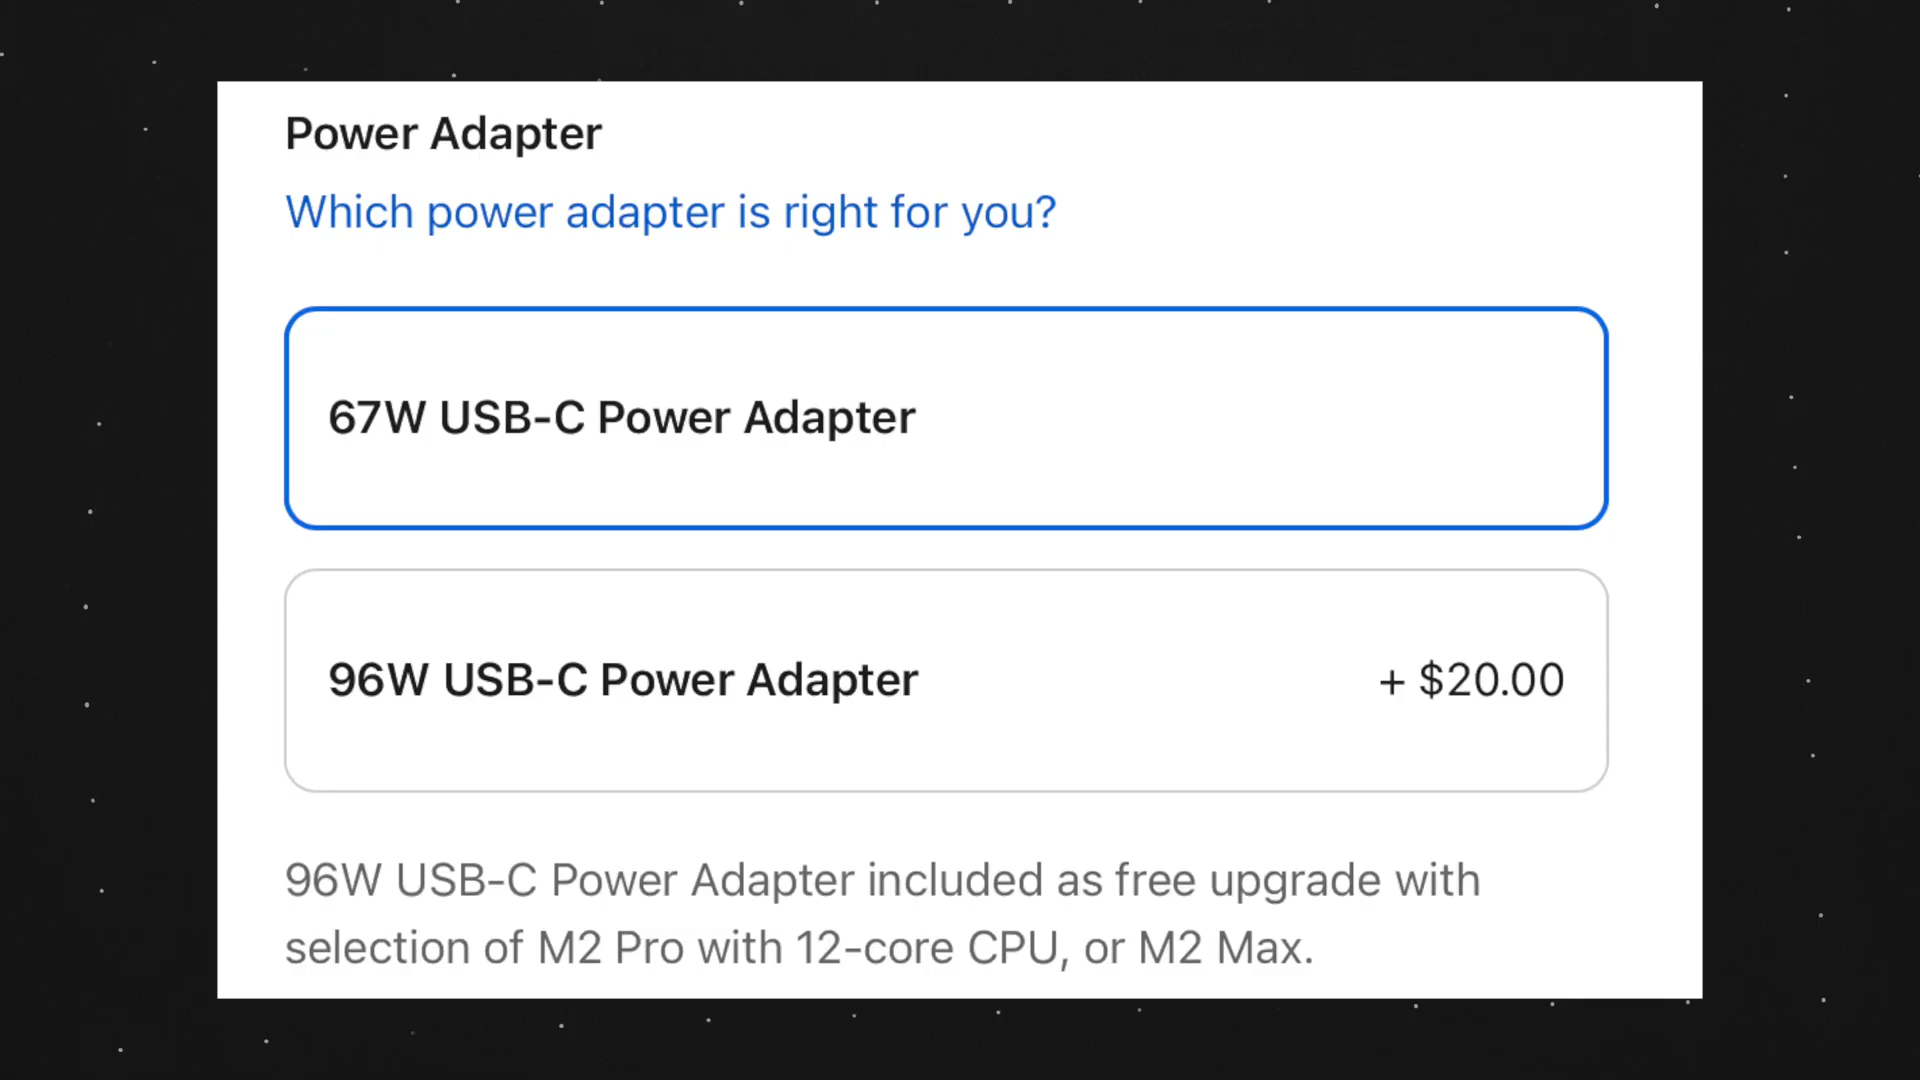 Power Adapter
Which power adapter is right for you?
67W USB-C Power Adapter
96W USB-C Power Adapter + $20.00
96W USB-C Power Adapter included as free upgrade with
selection of M2 Pro with 12-core CPU, or M2 Max.